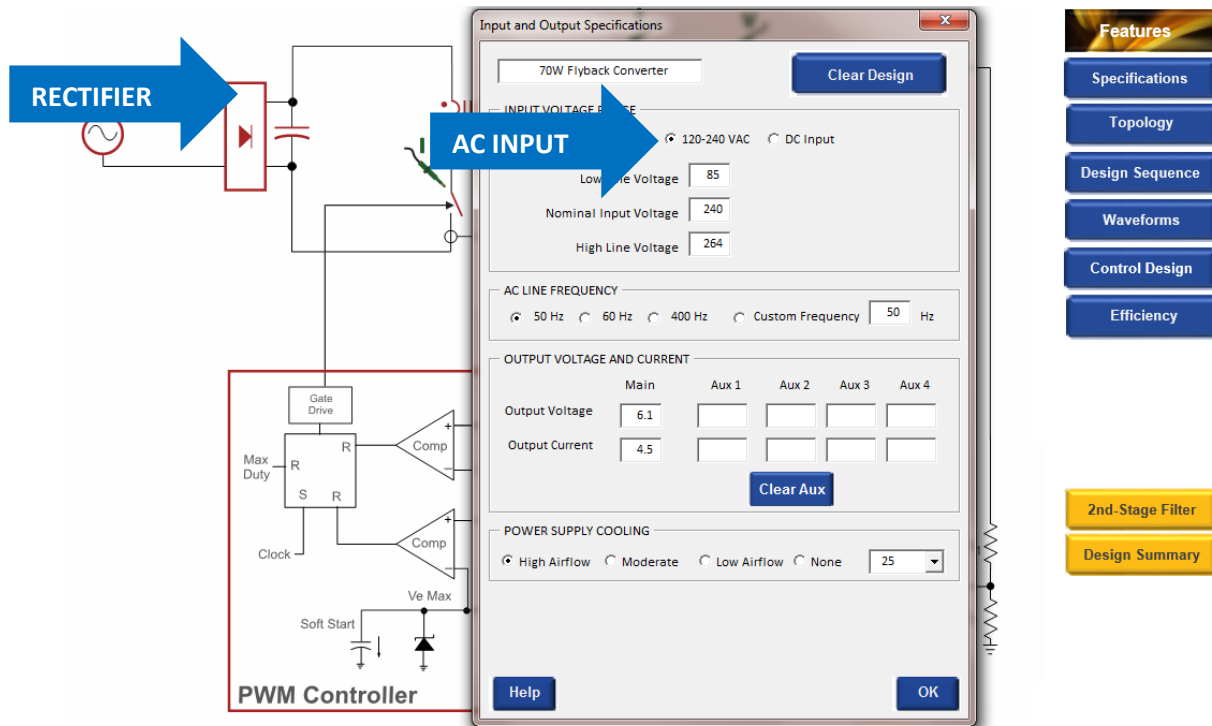 Input and Output Specifications
X
70W Flyback Converter
Clear Design
RECTIFIER
AC INPUT
120-240 VAC
DC Input
Voltage
85
Nominal Input Voltage
240
High Line Voltage
264
AC LINE FREQUENCY
50 Hz
60 Hz
400 Hz
Custom Frequency
50
Hz
OUTPUT VOLTAGE AND CURRENT
Main
Aux 1
Aux 2
Aux 3
Aux 4
Output Voltage
6.1
Output Current
4.5
Clear Aux
POWER SUPPLY COOLING
High Airflow
Moderate
Low Airflow
None
25
Help
OK
Features
Specifications
Topology
Design Sequence
Waveforms
Control Design
Efficiency
2nd-Stage Filter
Design Summary
Gate
Drive
Max
Duty
R
R
S
R
Clock
Comp
+
−
Comp
+
−
Ve Max
Soft Start
PWM Controller